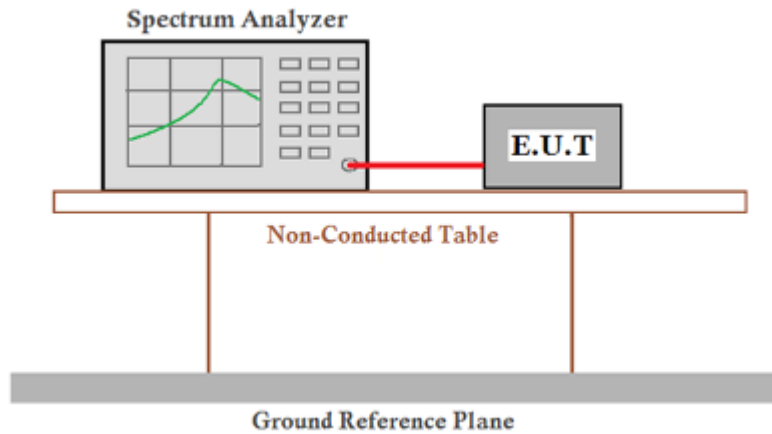 Spectrum Analyzer
E.U.T
Non-Conducted Table
Ground Reference Plane